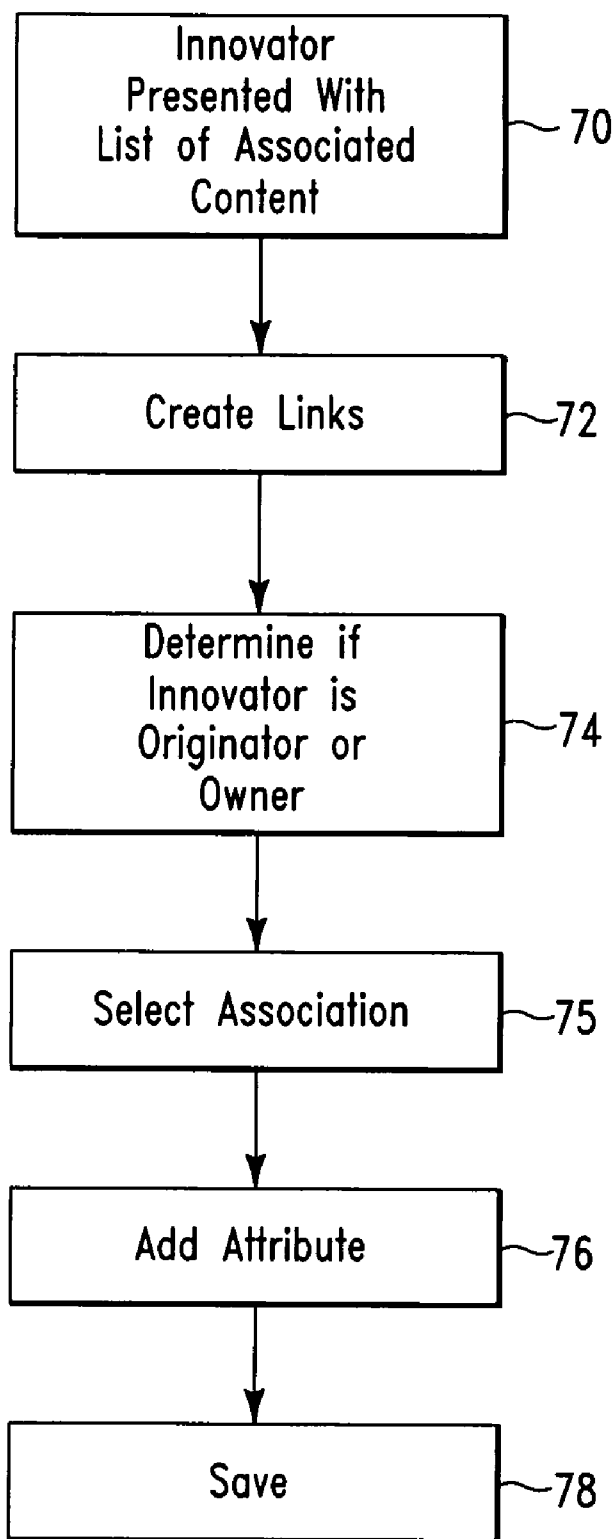 Innovator
Presented With
List of Associated
Content
70
Create Links
72
Determine if
Innovator is
Originator or
Owner
74
Select Association
75
Add Attribute
76
Save
78